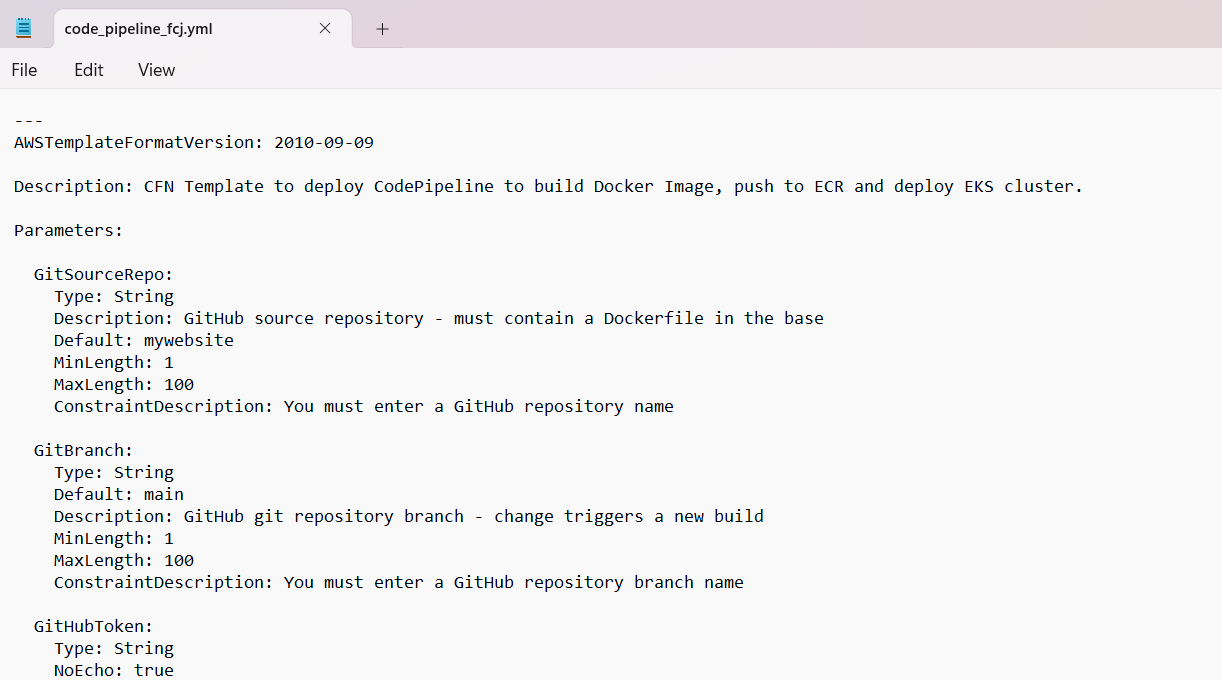 code_pipeline_fcj.yml
File Edit View
---
AWSTemplateFormatVersion: 2010-09-09
Description: CFN Template to deploy CodePipeline to build Docker Image, push to ECR and deploy EKS cluster.
Parameters:
GitSourceRepo:
Type: String
Description: GitHub source repository - must contain a Dockerfile in the base
Default: mywebsite
MinLength: 1
MaxLength: 100
ConstraintDescription: You must enter a GitHub repository name
GitBranch:
Type: String
Default: main
Description: GitHub git repository branch - change triggers a new build
MinLength: 1
MaxLength: 100
ConstraintDescription: You must enter a GitHub repository branch name
GitHubToken:
Type: String
NoEcho: true